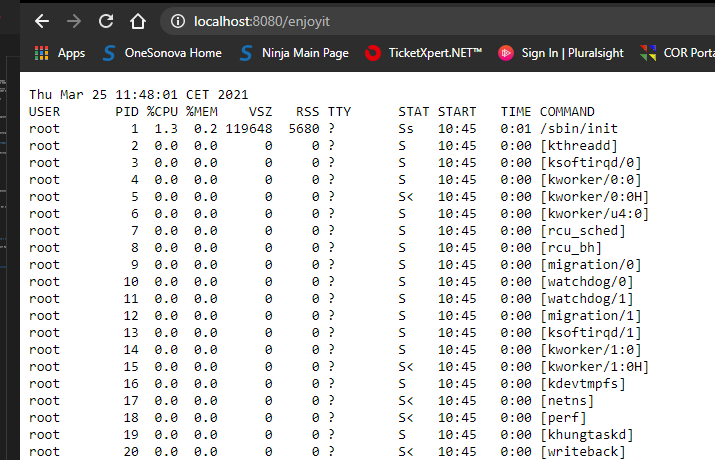 localhost:8080/enjoyit
Apps OneSonova Home Ninja Main Page TicketXpert.NET™ Sign In | Pluralsight COR Porta
Thu Mar 25 11:48:01 CET 2021
USER PID %CPU %MEM VSZ RSS TTY STAT START TIME COMMAND
root 1 1.3 0.2 119648 5680 ? Ss 10:45 0:01 /sbin/init
root 2 0.0 0.0 0 0 ? S 10:45 0:00 [kthreadd]
root 3 0.0 0.0 0 0 ? S 10:45 0:00 [ksoftirqd/0]
root 4 0.0 0.0 0 0 ? S 10:45 0:00 [kworker/0:0]
root 5 0.0 0.0 0 0 ? S< 10:45 0:00 [kworker/0:0H]
root 6 0.0 0.0 0 0 ? S 10:45 0:00 [kworker/u4:0]
root 7 0.0 0.0 0 0 ? S 10:45 0:00 [rcu_sched]
root 8 0.0 0.0 0 0 ? S 10:45 0:00 [rcu_bh]
root 9 0.0 0.0 0 0 ? S 10:45 0:00 [migration/0]
root 10 0.0 0.0 0 0 ? S 10:45 0:00 [watchdog/0]
root 11 0.0 0.0 0 0 ? S 10:45 0:00 [watchdog/1]
root 12 0.0 0.0 0 0 ? S 10:45 0:00 [migration/1]
root 13 0.0 0.0 0 0 ? S 10:45 0:00 [ksoftirqd/1]
root 14 0.0 0.0 0 0 ? S 10:45 0:00 [kworker/1:0]
root 15 0.0 0.0 0 0 ? S< 10:45 0:00 [kworker/1:0H]
root 16 0.0 0.0 0 0 ? S 10:45 0:00 [kdevtmpfs]
root 17 0.0 0.0 0 0 ? S< 10:45 0:00 [netns]
root 18 0.0 0.0 0 0 ? S< 10:45 0:00 [perf]
root 19 0.0 0.0 0 0 ? S 10:45 0:00 [khungtaskd]
root 20 0.0 0.0 0 0 ? S< 10:45 0:00 [writeback]